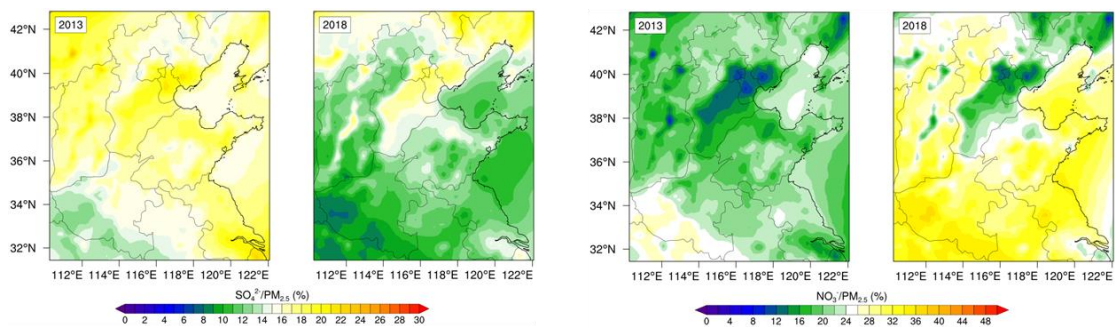 2013
2018
42°N
40°N
38°N
36°N
34°N
32°N
112°E 114°E 116°E 118°E 120°E 122°E
112°E 114°E 116°E 118°E 120°E 122°E
SO₄²⁻/PM₂.₅ (%)
0 2 4 6 8 10 12 14 16 18 20 22 24 26 28 30
2013
2018
42°N
40°N
38°N
36°N
34°N
32°N
112°E 114°E 116°E 118°E 120°E 122°E
112°E 114°E 116°E 118°E 120°E 122°E
NO₃⁻/PM₂.₅ (%)
0 4 8 12 16 20 24 28 32 36 40 44 48